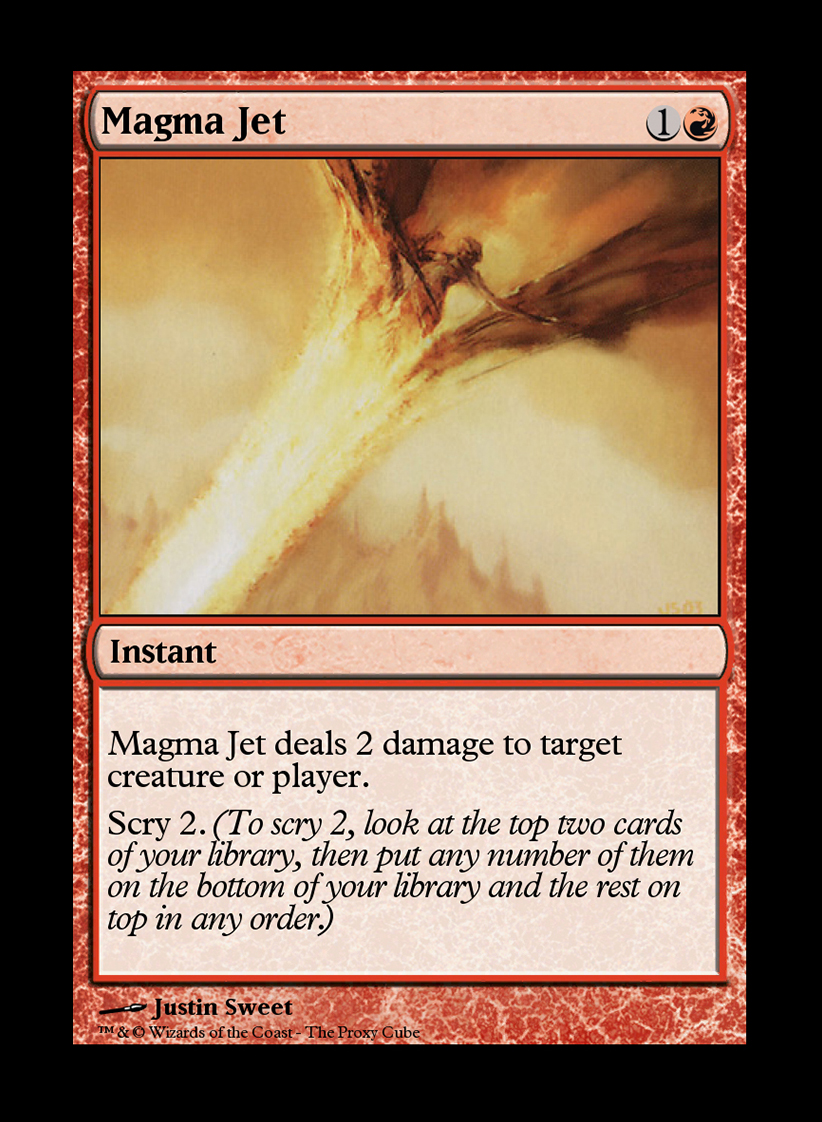 Magma Jet 1
Instant
Magma Jet deals 2 damage to target
creature or player.
Scry 2. (To scry 2, look at the top two cards
of your library, then put any number of them
on the bottom of your library and the rest on
top in any order.)
Justin Sweet
™ & © Wizards of the Coast - The Proxy Cube